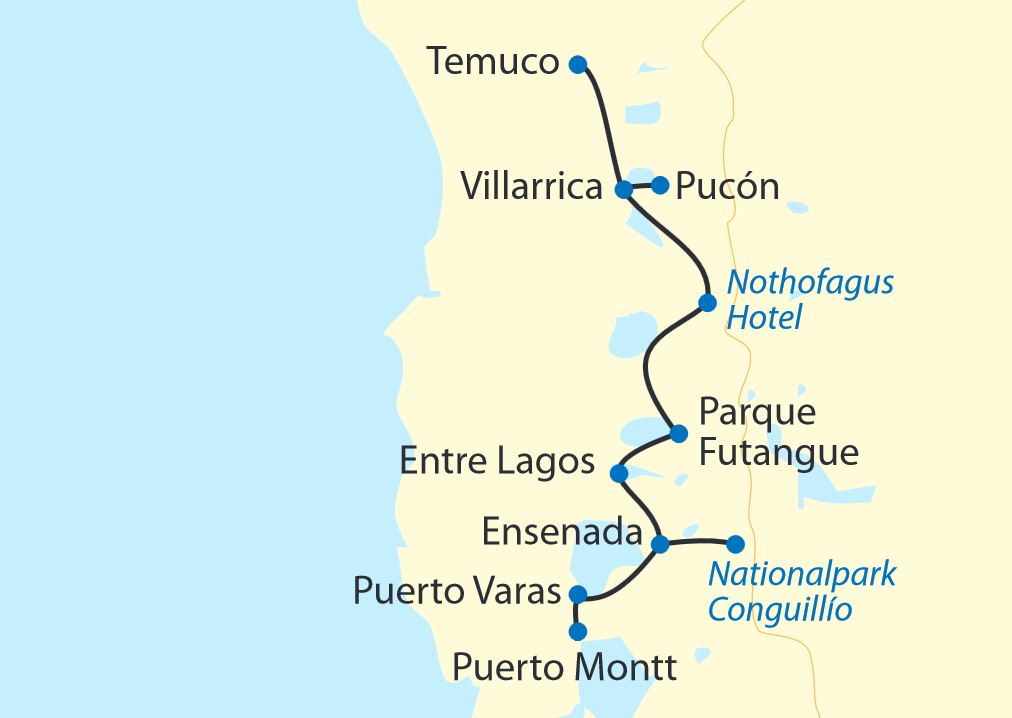 Temuco
Villarrica
Pucón
Nothofagus
Hotel
Parque
Futangue
Entre Lagos
Ensenada
Nationalpark
Conguillío
Puerto Varas
Puerto Montt